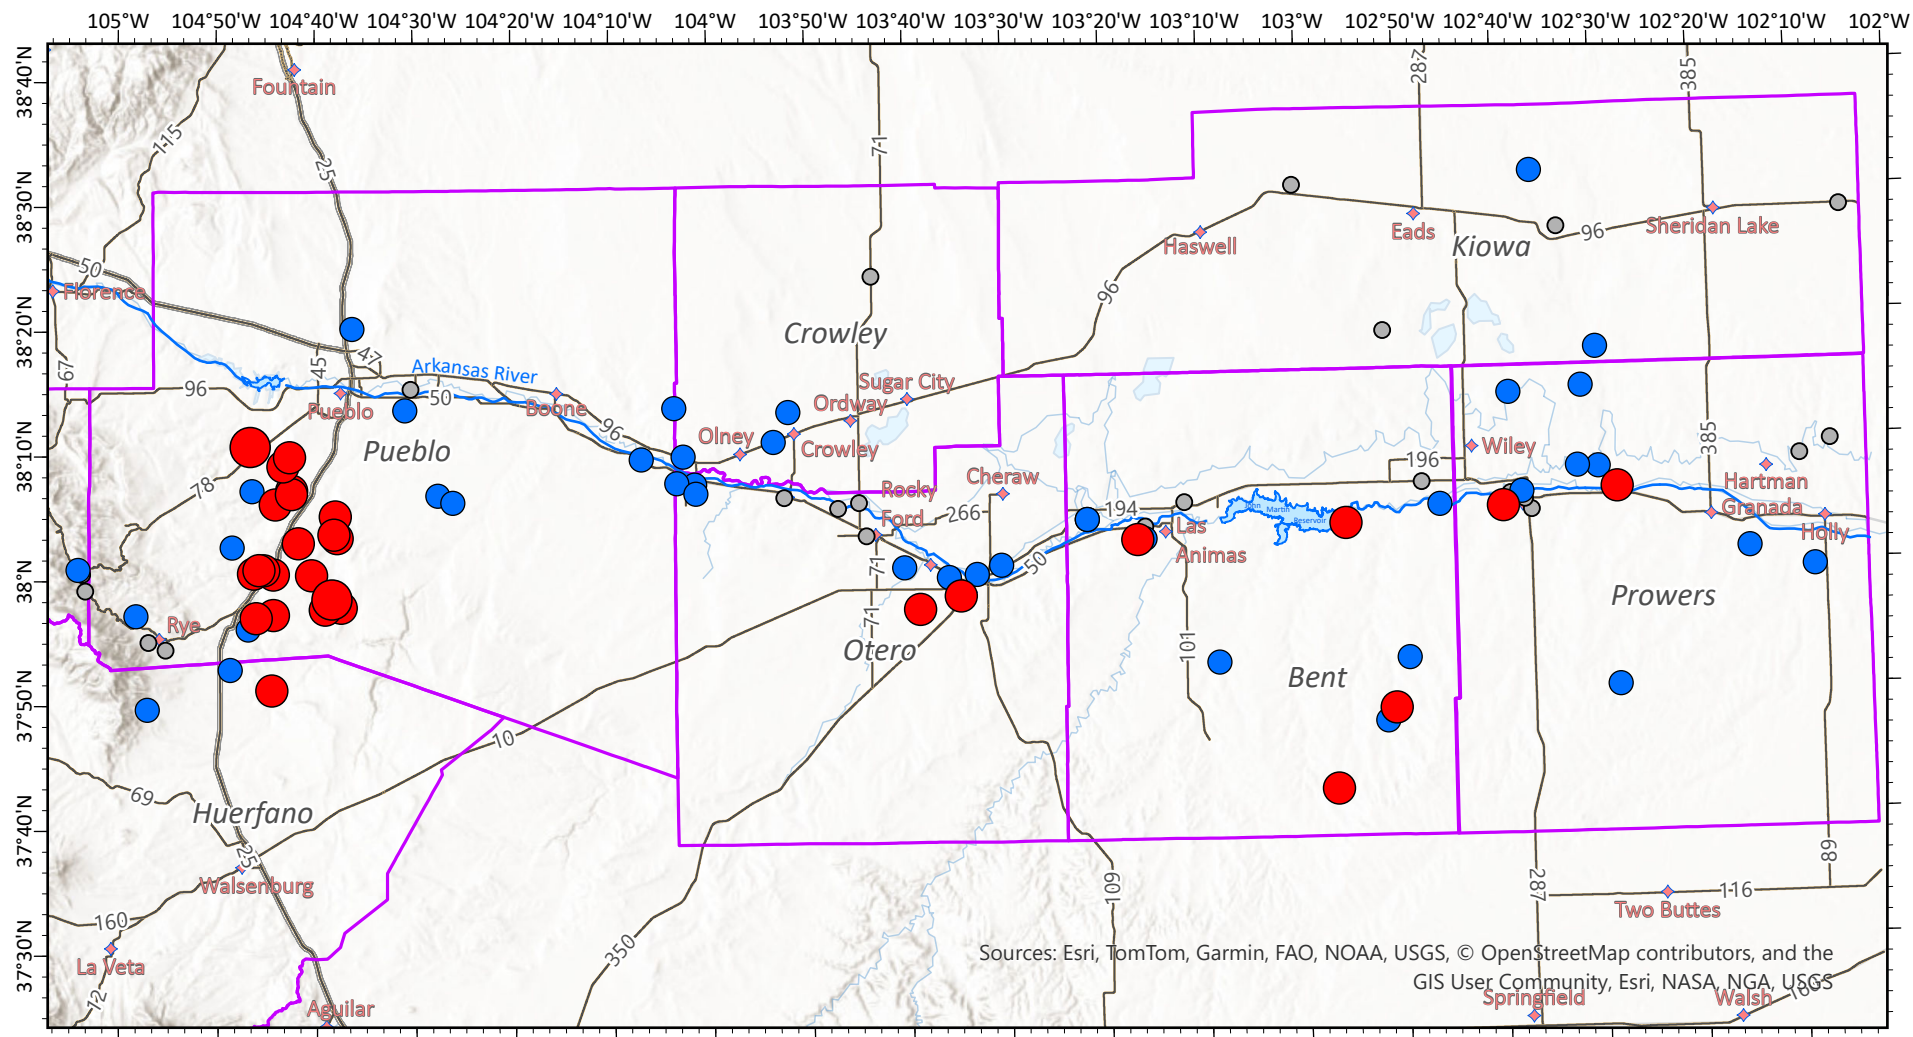 105°W 104°50'W 104°40'W 104°30'W 104°20'W 104°10'W 104°W 103°50'W 103°40'W 103°30'W 103°20'W 103°10'W 103°W 102°50'W 102°40'W 102°30'W 102°20'W 102°10'W 102°W
38°40'N
38°30'N
38°20'N
38°10'N
38°N
37°50'N
37°40'N
37°30'N
Fountain
115
25
71
287
385
50
Florence
Haswell
Eads
Kiowa
96
Sheridan Lake
96
Crowley
67
45
47
Arkansas River
96
50
Pueblo
Boone
Pueblo
96
Sugar City
Ordway
Olney
Crowley
Wiley
385
196
Cheraw
Hartman
78
Rocky
Ford
266
194
John Martin
Reservoir
Granada
Holly
Las
Animas
50
71
Rye
71
Otero
101
Bent
Prowers
10
69
Huerfano
25
Walsenburg
160
La Veta
12
Aguilar
350
109
287
89
116
Two Buttes
Sources: Esri, TomTom, Garmin, FAO, NOAA, USGS, © OpenStreetMap contributors, and the
GIS User Community, Esri, NASA, NGA, USGS
Springfield
Walsh
160